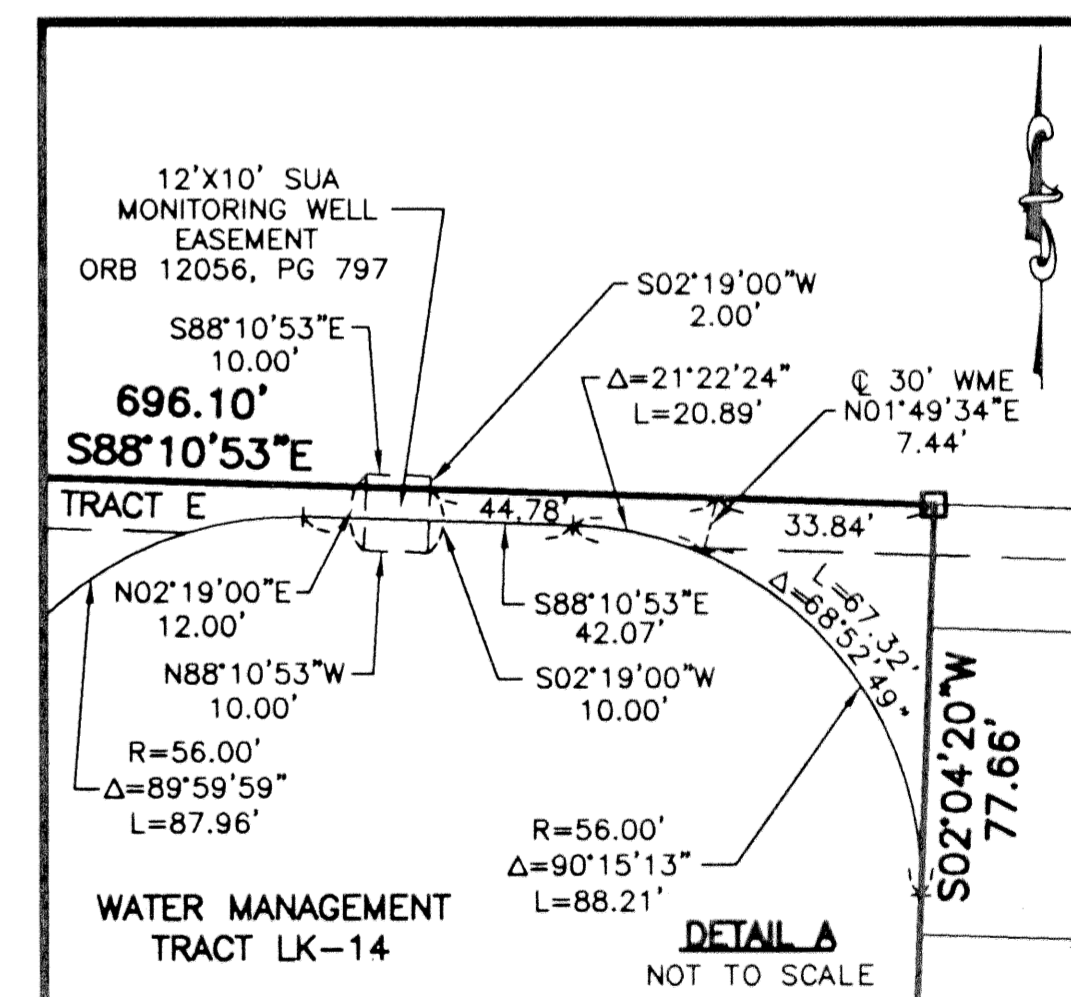 12'X10' SUA
MONITORING WELL
EASEMENT
ORB 12056, PG 797
S02°19'00"W
2.00'
S88°10'53"E
10.00'
Δ=21°22'24"
L=20.89'
℄ 30' WME
N01°49'34"E
7.44'
696.10'
S88°10'53"E
TRACT E
44.78'
33.84'
N02°19'00"E
12.00'
S88°10'53"E
42.07'
L=67.32'
Δ=68°52'49"
N88°10'53"W
10.00'
S02°19'00"W
10.00'
S02°04'20"W
77.66'
R=56.00'
Δ=89°59'59"
L=87.96'
R=56.00'
Δ=90°15'13"
L=88.21'
WATER MANAGEMENT
TRACT LK-14
DETAIL A
NOT TO SCALE